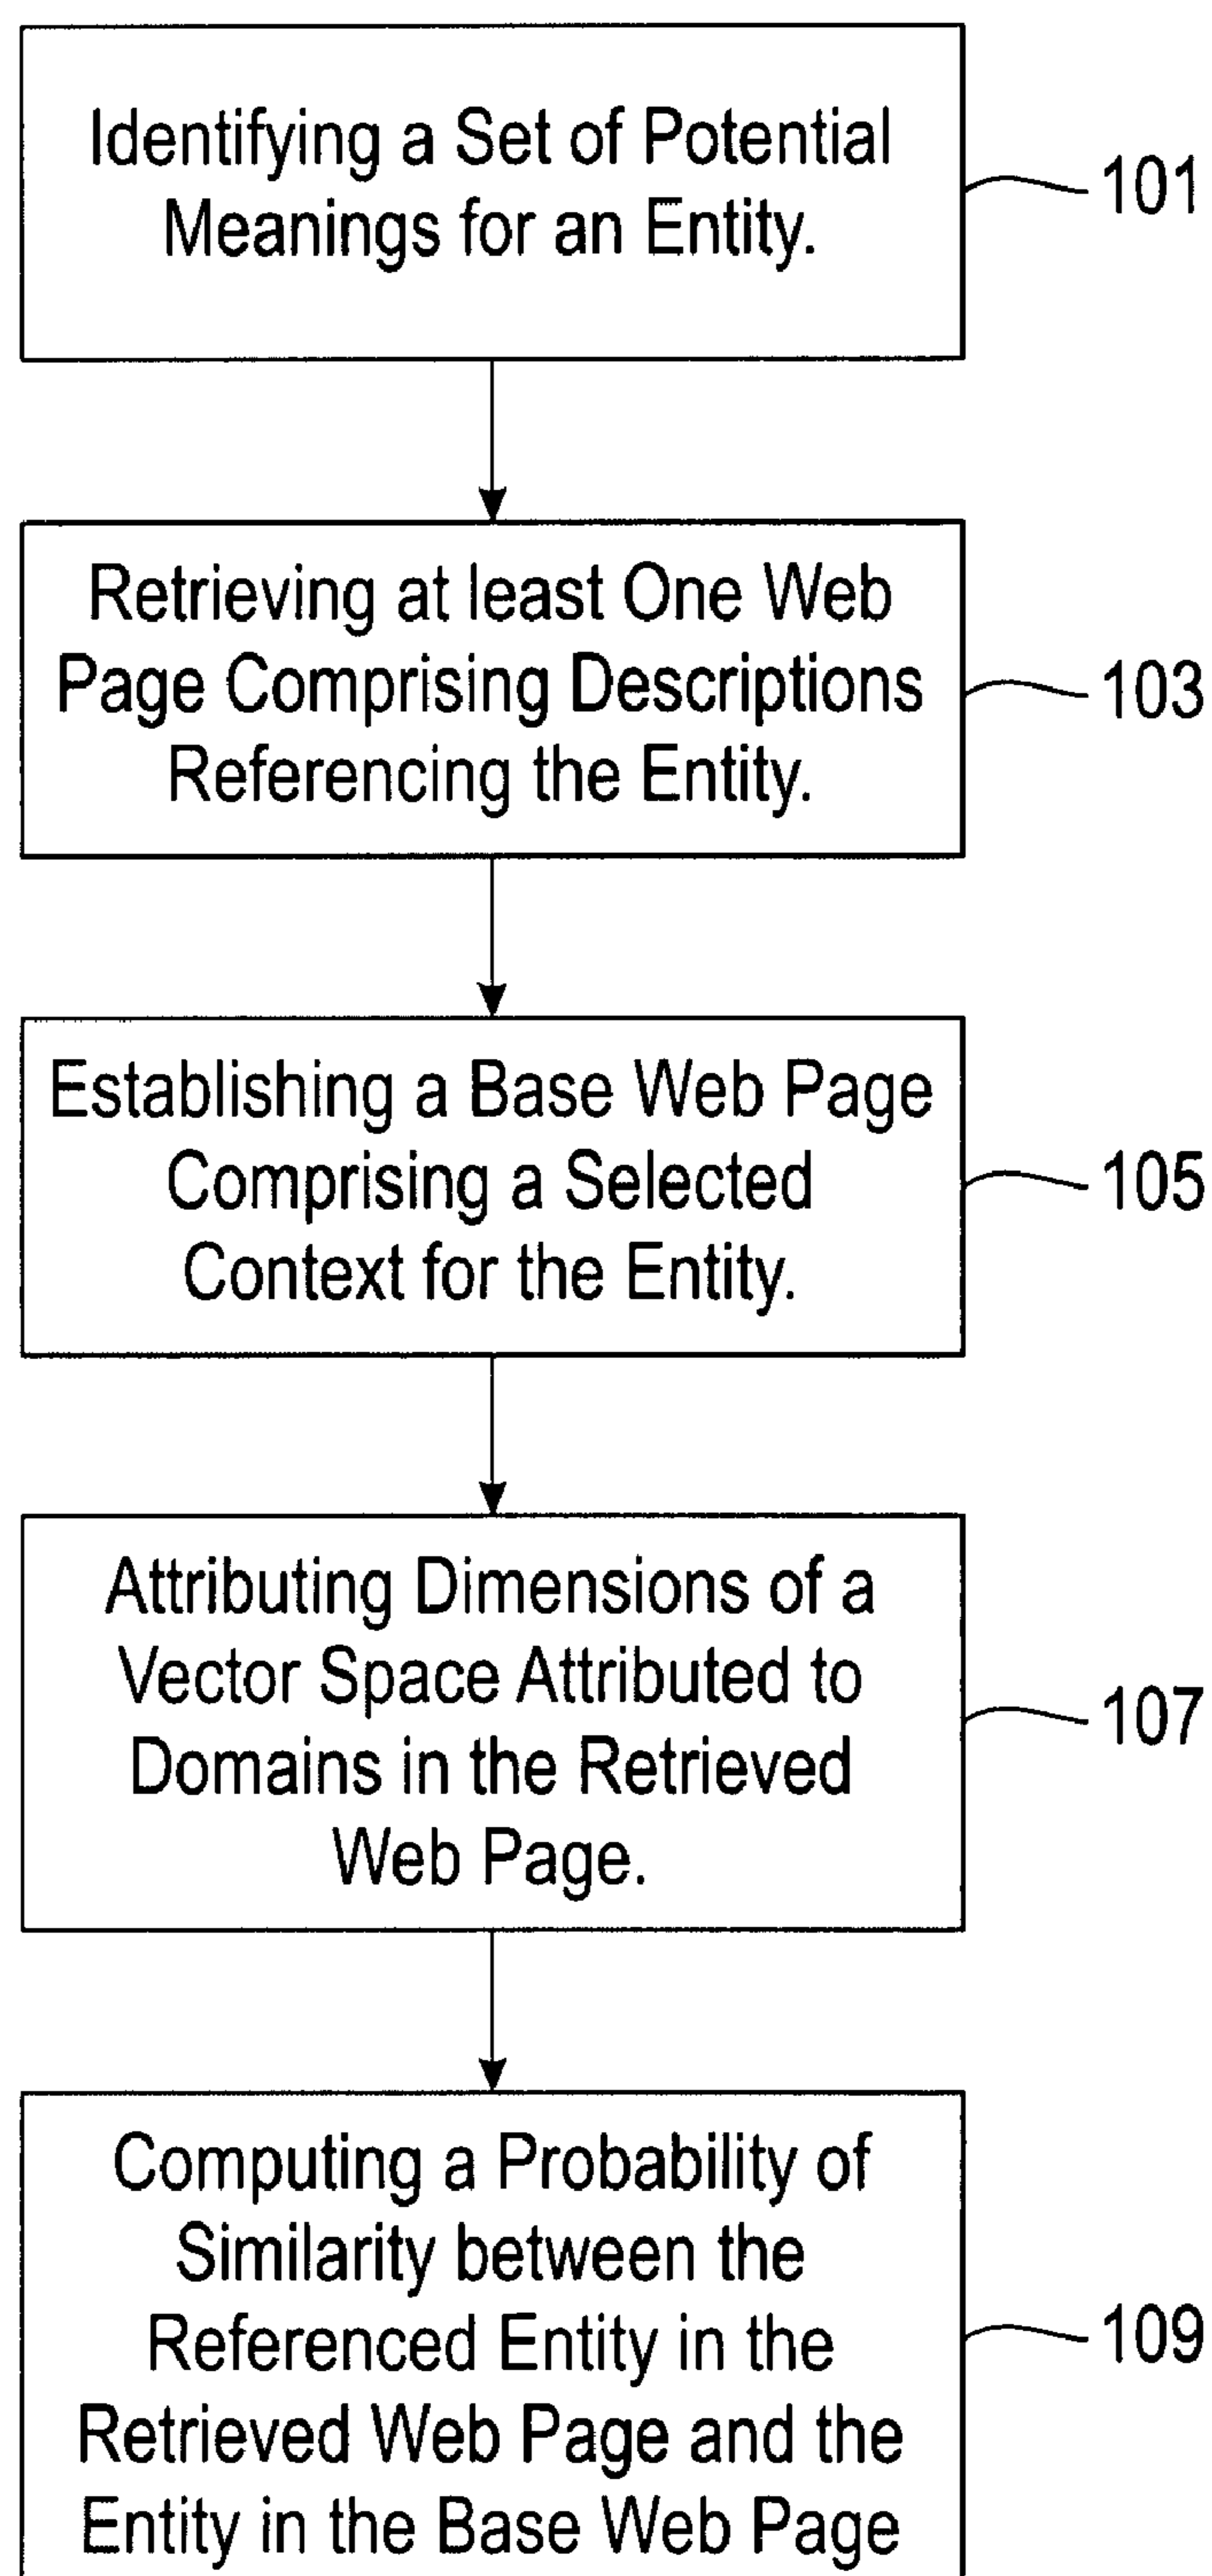 Identifying a Set of Potential
Meanings for an Entity.
101
Retrieving at least One Web
Page Comprising Descriptions
Referencing the Entity.
103
Establishing a Base Web Page
Comprising a Selected
Context for the Entity.
105
Attributing Dimensions of a
Vector Space Attributed to
Domains in the Retrieved
Web Page.
107
Computing a Probability of
Similarity between the
Referenced Entity in the
Retrieved Web Page and the
Entity in the Base Web Page
109